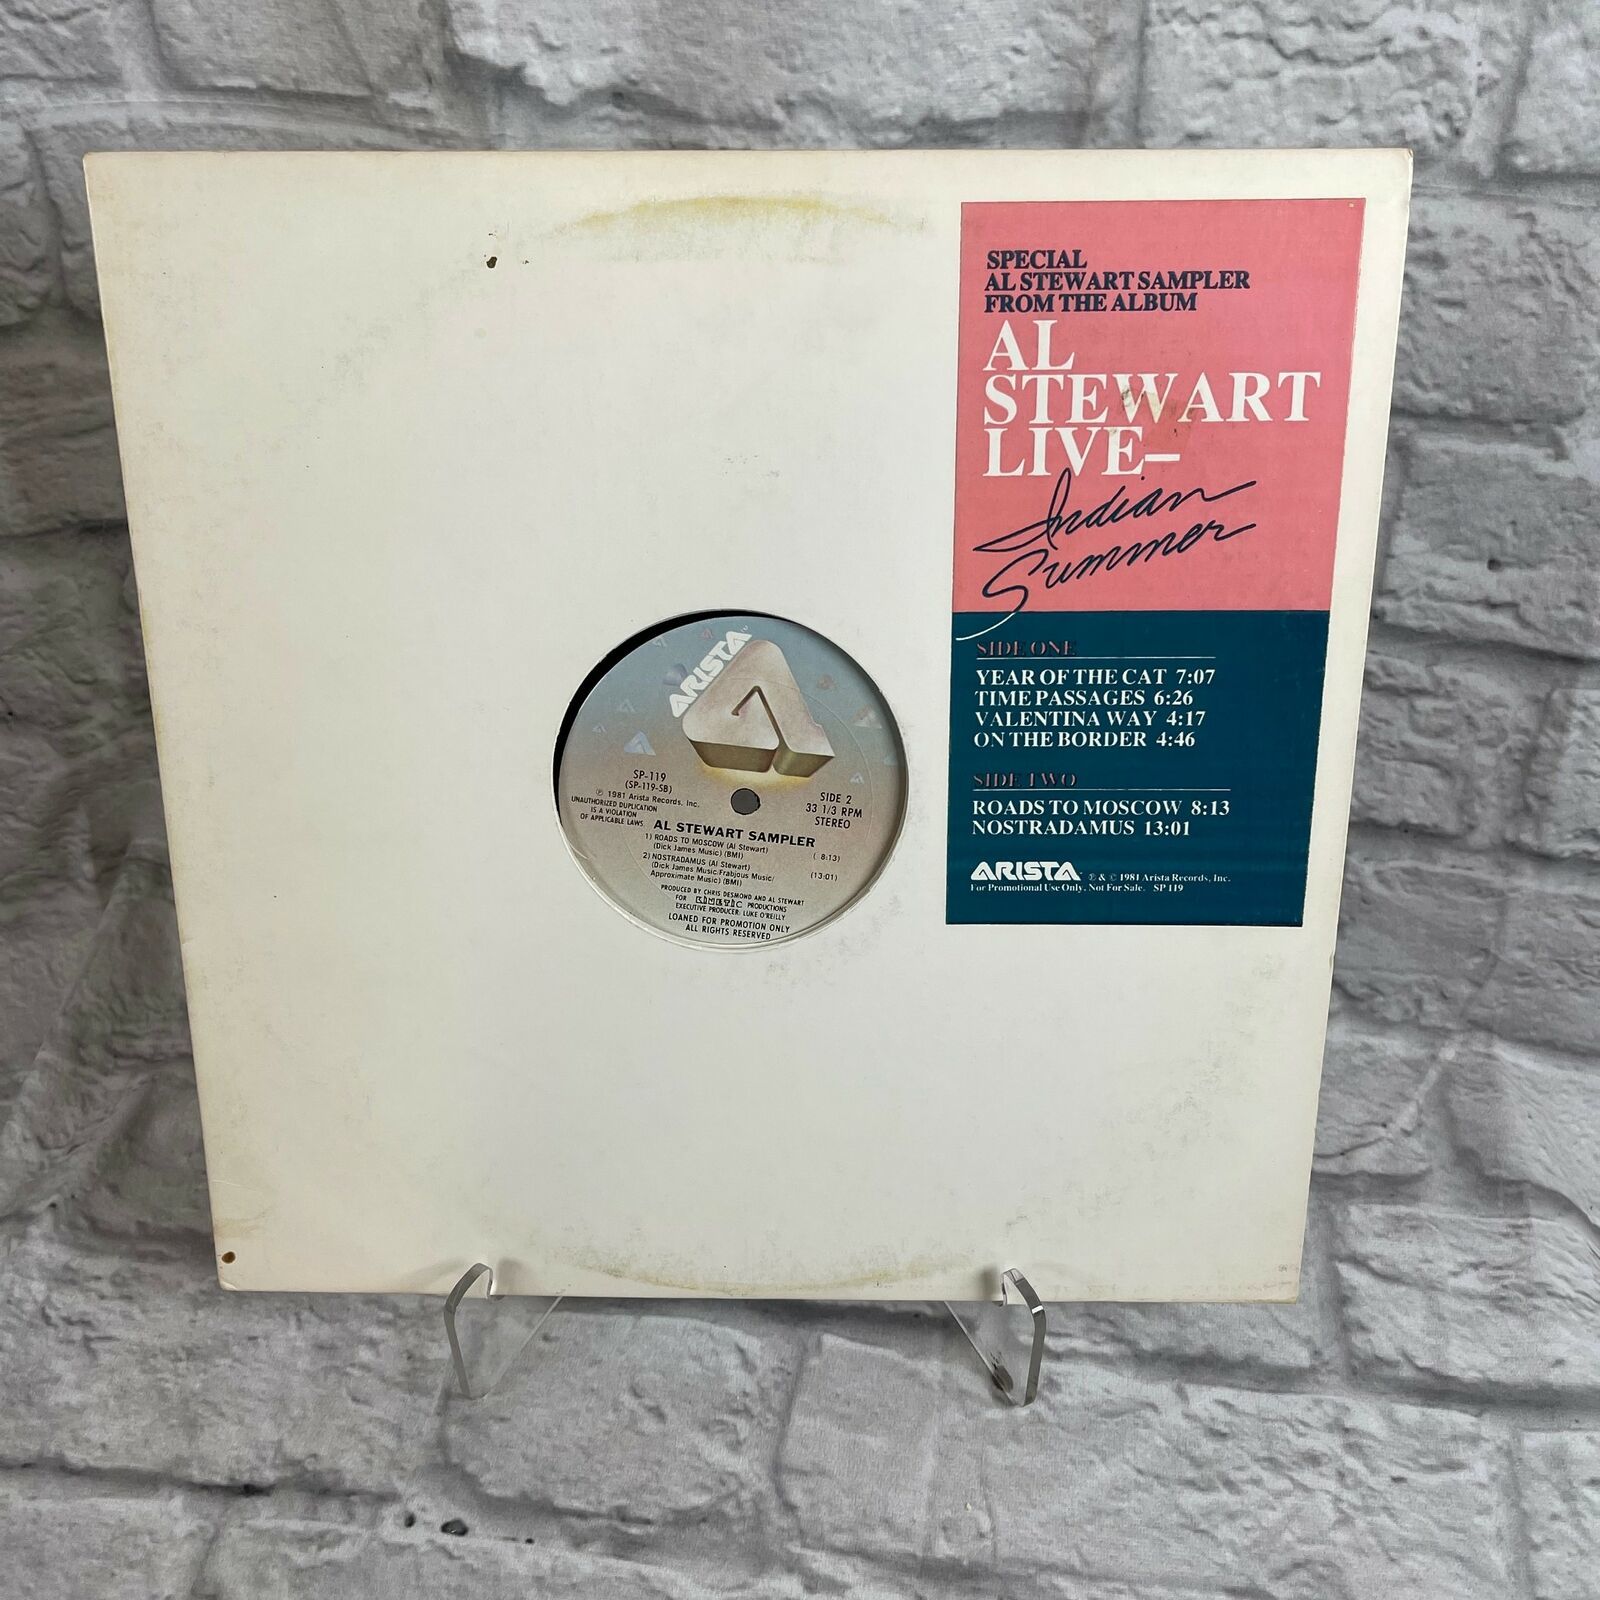 SPECIAL
AL STEWART SAMPLER
FROM THE ALBUM
AL
STEWART
LIVE–
Indian
Summer
SIDE ONE
YEAR OF THE CAT 7:07
TIME PASSAGES 6:26
VALENTINA WAY 4:17
ON THE BORDER 4:46
SIDE TWO
ROADS TO MOSCOW 8:13
NOSTRADAMUS 13:01
ARISTA ℗ & © 1981 Arista Records, Inc.
For Promotional Use Only. Not For Sale. SP 119
ARISTA
SP-119
(SP-119-SB)
℗ 1981 Arista Records, Inc.
UNAUTHORIZED DUPLICATION
IS A VIOLATION
OF APPLICABLE LAWS
SIDE 2
33 1/3 RPM
STEREO
AL STEWART SAMPLER
1) ROADS TO MOSCOW (Al Stewart) (8:13)
(Dick James Music) (BMI)
2) NOSTRADAMUS (Al Stewart)
(Dick James Music/Frabjous Music/ (13:01)
Approximate Music) (BMI)
PRODUCED BY CHRIS DESMOND AND AL STEWART
FOR KINETIC PRODUCTIONS
EXECUTIVE PRODUCER: LUKE O'REILLY
LOANED FOR PROMOTION ONLY
ALL RIGHTS RESERVED